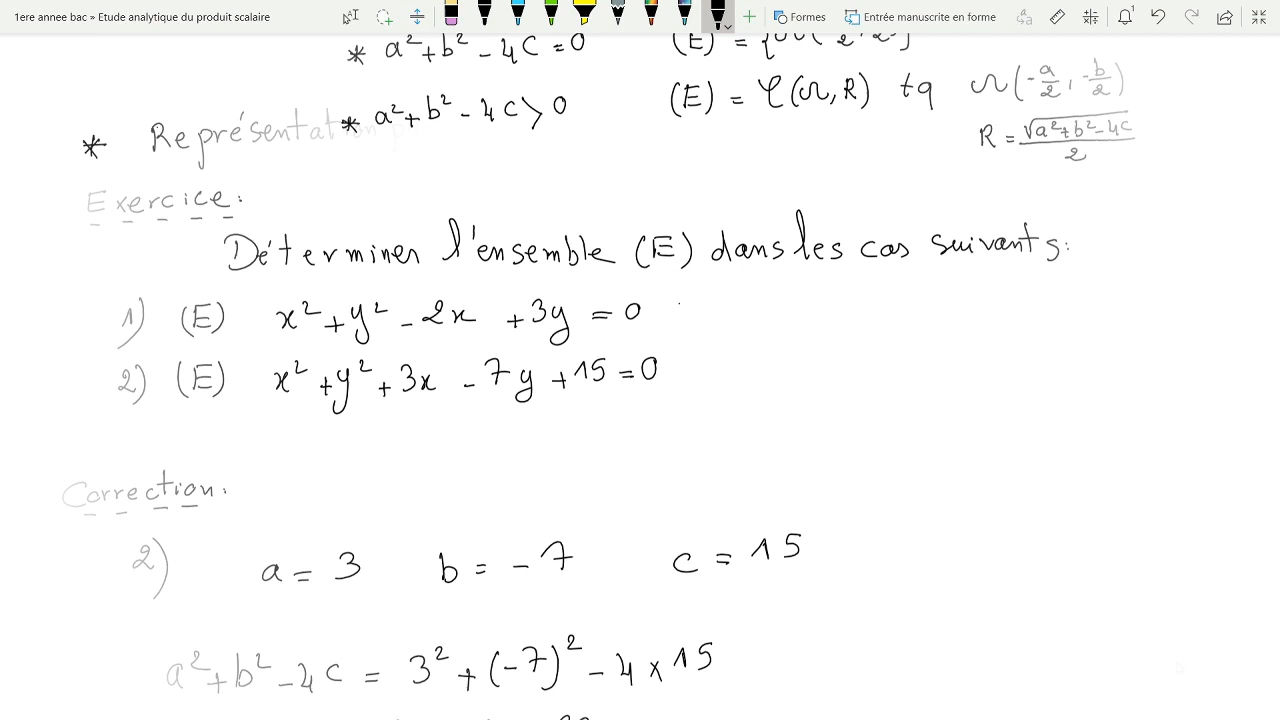 1ere annee bac » Etude analytique du produit scalaire
Formes
Entrée manuscrite en forme
* a²+b²-4c=0
* a²+b²-4c>0 (E) = C(Ω,R) tq Ω(-a/2, -b/2)
* Représentation R = √(a²+b²-4c)/2
Exercice:
Déterminer l'ensemble (E) dans les cas suivants:
1) (E) x²+y²-2x+3y=0
2) (E) x²+y²+3x-7y+15=0
Correction:
2) a=3 b=-7 c=15
a²+b²-4c = 3²+(-7)²-4×15